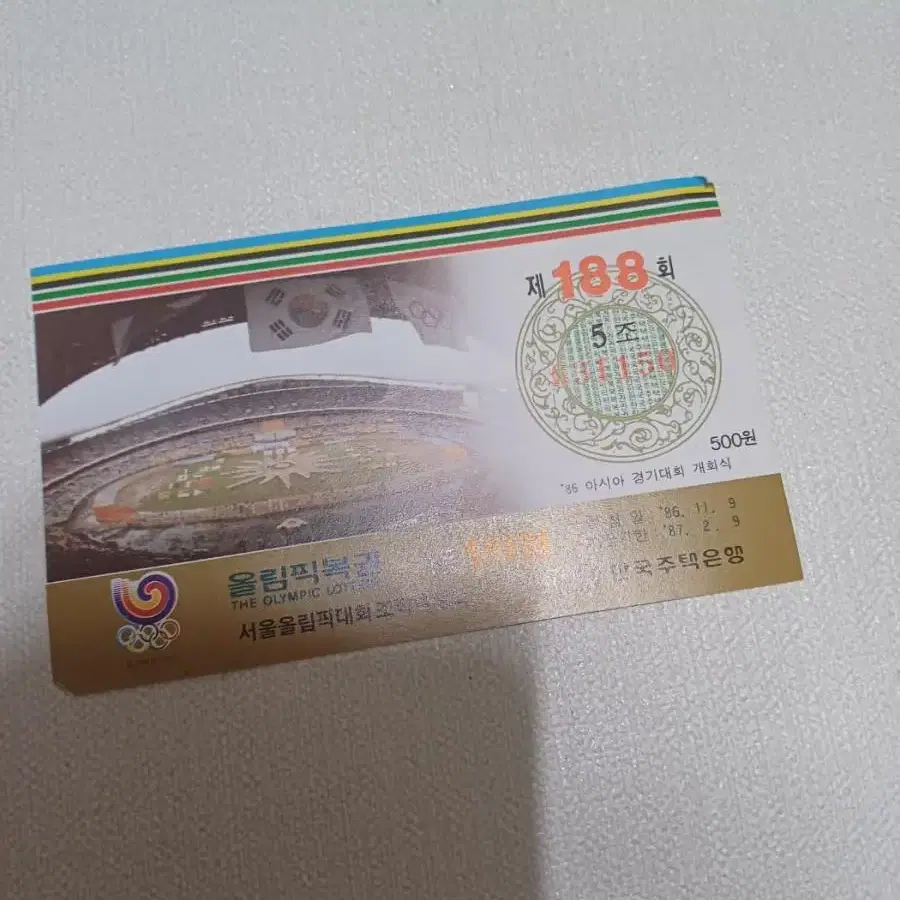 제 188 회
5 조
500원
'86 아시아 경기대회 개회식
올림픽복권
'86. 11. 9
THE OLYMPIC
'87. 2. 9
서울올림픽대회
한국주택은행